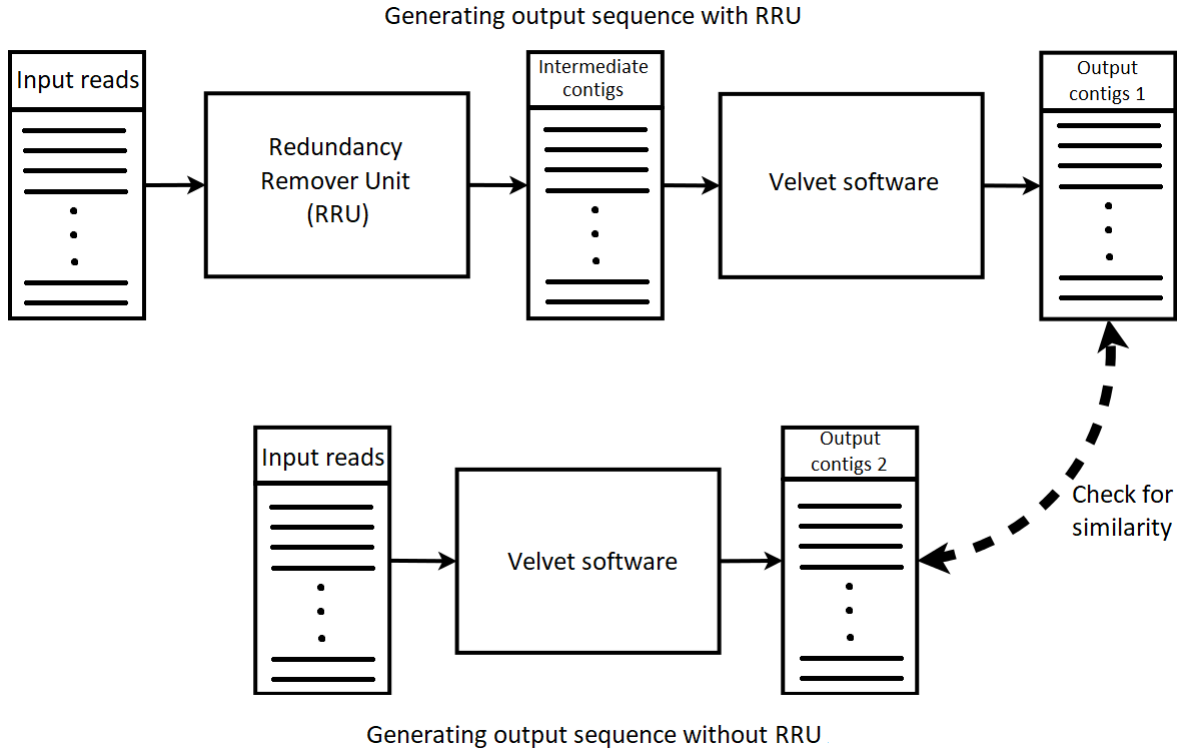 Generating output sequence with RRU
Input reads
Redundancy
Remover Unit
(RRU)
Intermediate
contigs
Velvet software
Output
contigs 1
Input reads
Velvet software
Output
contigs 2
Check for
similarity
Generating output sequence without RRU